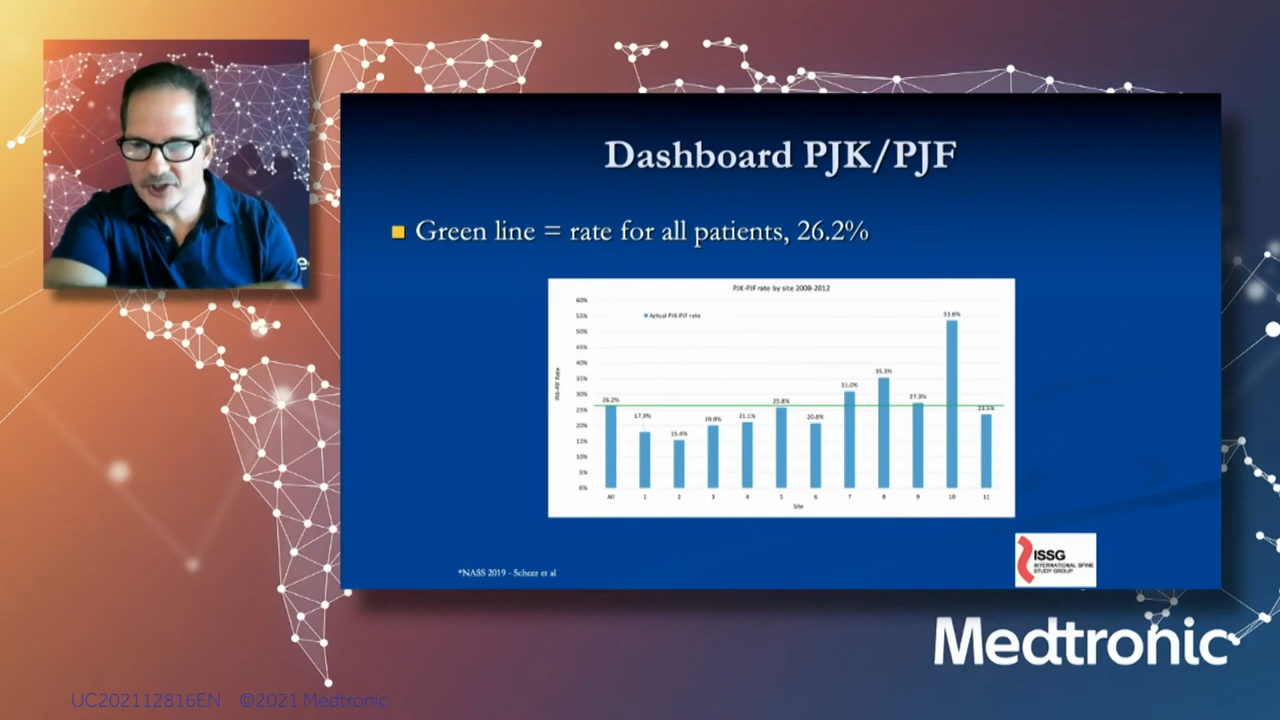 Dashboard PJK/PJF
Green line = rate for all patients, 26.2%
PJK-PJF rate by site 2008-2012
Actual PJK-PJF rate
60%
55%
50%
45%
40%
35%
30%
25%
20%
15%
10%
5%
0%
PJK-PJF Rate
26.2%
17.9%
15.4%
20.0%
21.1%
25.8%
20.8%
31.0%
35.3%
27.3%
53.6%
23.5%
All 1 2 3 4 5 6 7 8 9 10 11
Site
*NASS 2019 - Scheer et al
ISSG
INTERNATIONAL SPINE
STUDY GROUP
Medtronic
UC202112816EN ©2021 Medtronic